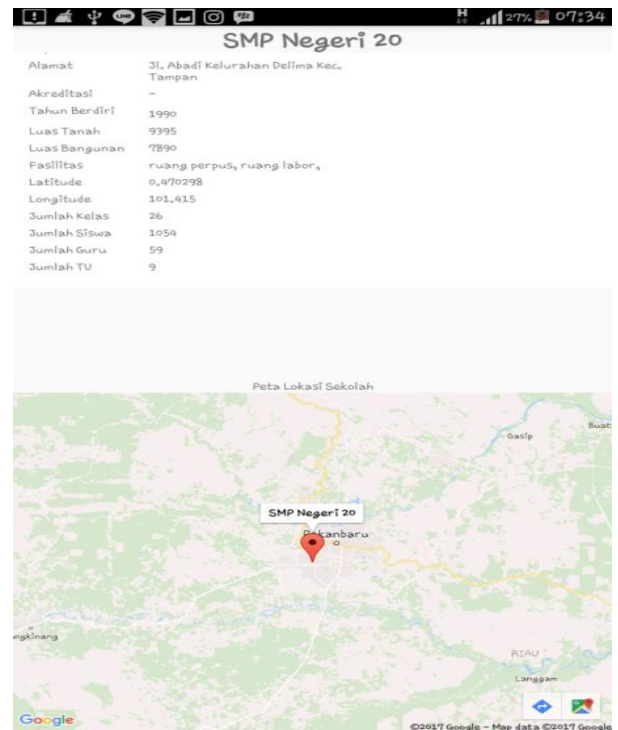 LINE
27% 07:34
SMP Negeri 20
Alamat Jl. Abadi Kelurahan Delima Kec. 
Tampan
Akreditasi -
Tahun Berdiri 1990
Luas Tanah 9395
Luas Bangunan 7890
Fasilitas ruang perpus, ruang labor,
Latitude 0,470298
Longitude 101,415
Jumlah Kelas 26
Jumlah Siswa 1054
Jumlah Guru 59
Jumlah TU 9
Peta Lokasi Sekolah
Buat
Gasip
SMP Negeri 20
Pekanbaru
ngkinang
RIAU
Langgam
Google
©2017 Google - Map data ©2017 Google